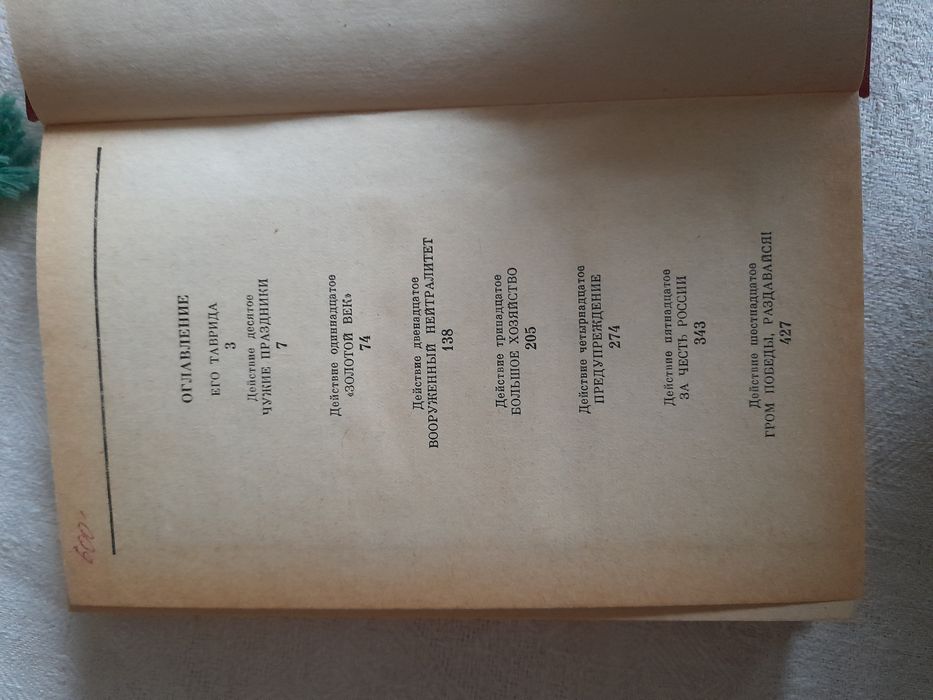 600
ОГЛАВЛЕНИЕ
ЕГО ТАВРИДА
3
Действие десятое
ЧУЖИЕ ПРАЗДНИКИ
7
Действие одиннадцатое
«ЗОЛОТОЙ ВЕК»
74
Действие двенадцатое
ВООРУЖЕННЫЙ НЕЙТРАЛИТЕТ
138
Действие тринадцатое
БОЛЬШОЕ ХОЗЯЙСТВО
205
Действие четырнадцатое
ПРЕДУПРЕЖДЕНИЕ
274
Действие пятнадцатое
ЗА ЧЕСТЬ РОССИИ
343
Действие шестнадцатое
ГРОМ ПОБЕДЫ, РАЗДАВАЙСЯ!
427